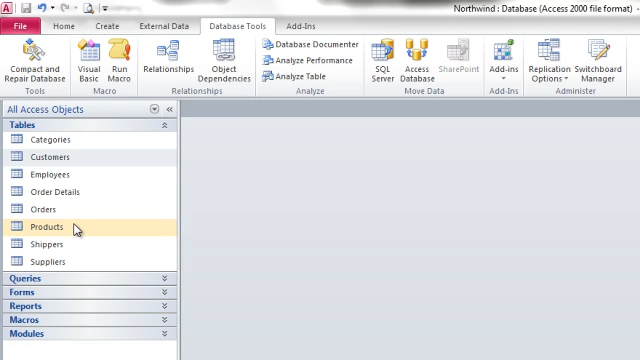 Northwind : Database (Access 2000 file format) -
File Home Create External Data Database Tools Add-Ins
Compact and Repair Database
Visual Basic
Run Macro
Relationships
Object Dependencies
Database Documenter
Analyze Performance
Analyze Table
SQL Server
Access Database
SharePoint
Add-ins
Replication Options
Switchboard Manager
Tools Macro Relationships Analyze Move Data Add-Ins Administer
All Access Objects
Tables
Categories
Customers
Employees
Order Details
Orders
Products
Shippers
Suppliers
Queries
Forms
Reports
Macros
Modules